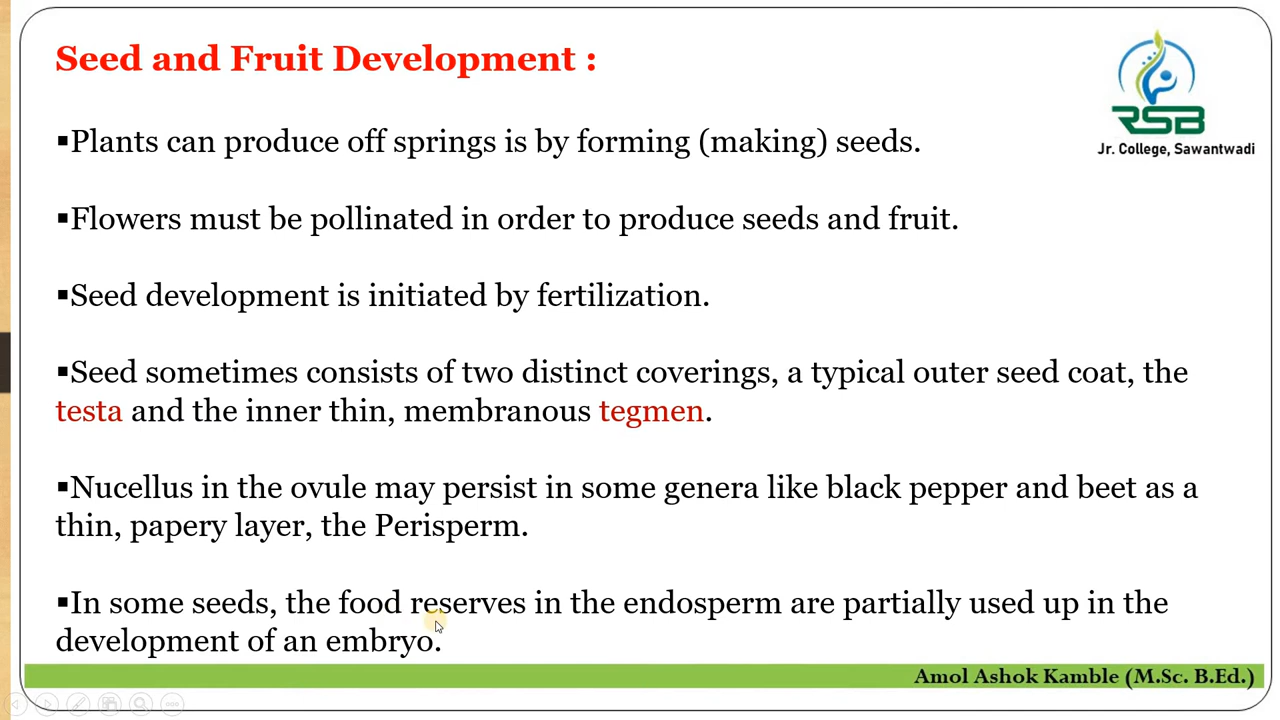 Seed and Fruit Development :
RSB
Jr. College, Sawantwadi
▪Plants can produce off springs is by forming (making) seeds.
▪Flowers must be pollinated in order to produce seeds and fruit.
▪Seed development is initiated by fertilization.
▪Seed sometimes consists of two distinct coverings, a typical outer seed coat, the
testa and the inner thin, membranous tegmen.
▪Nucellus in the ovule may persist in some genera like black pepper and beet as a
thin, papery layer, the Perisperm.
▪In some seeds, the food reserves in the endosperm are partially used up in the
development of an embryo.
Amol Ashok Kamble (M.Sc. B.Ed.)